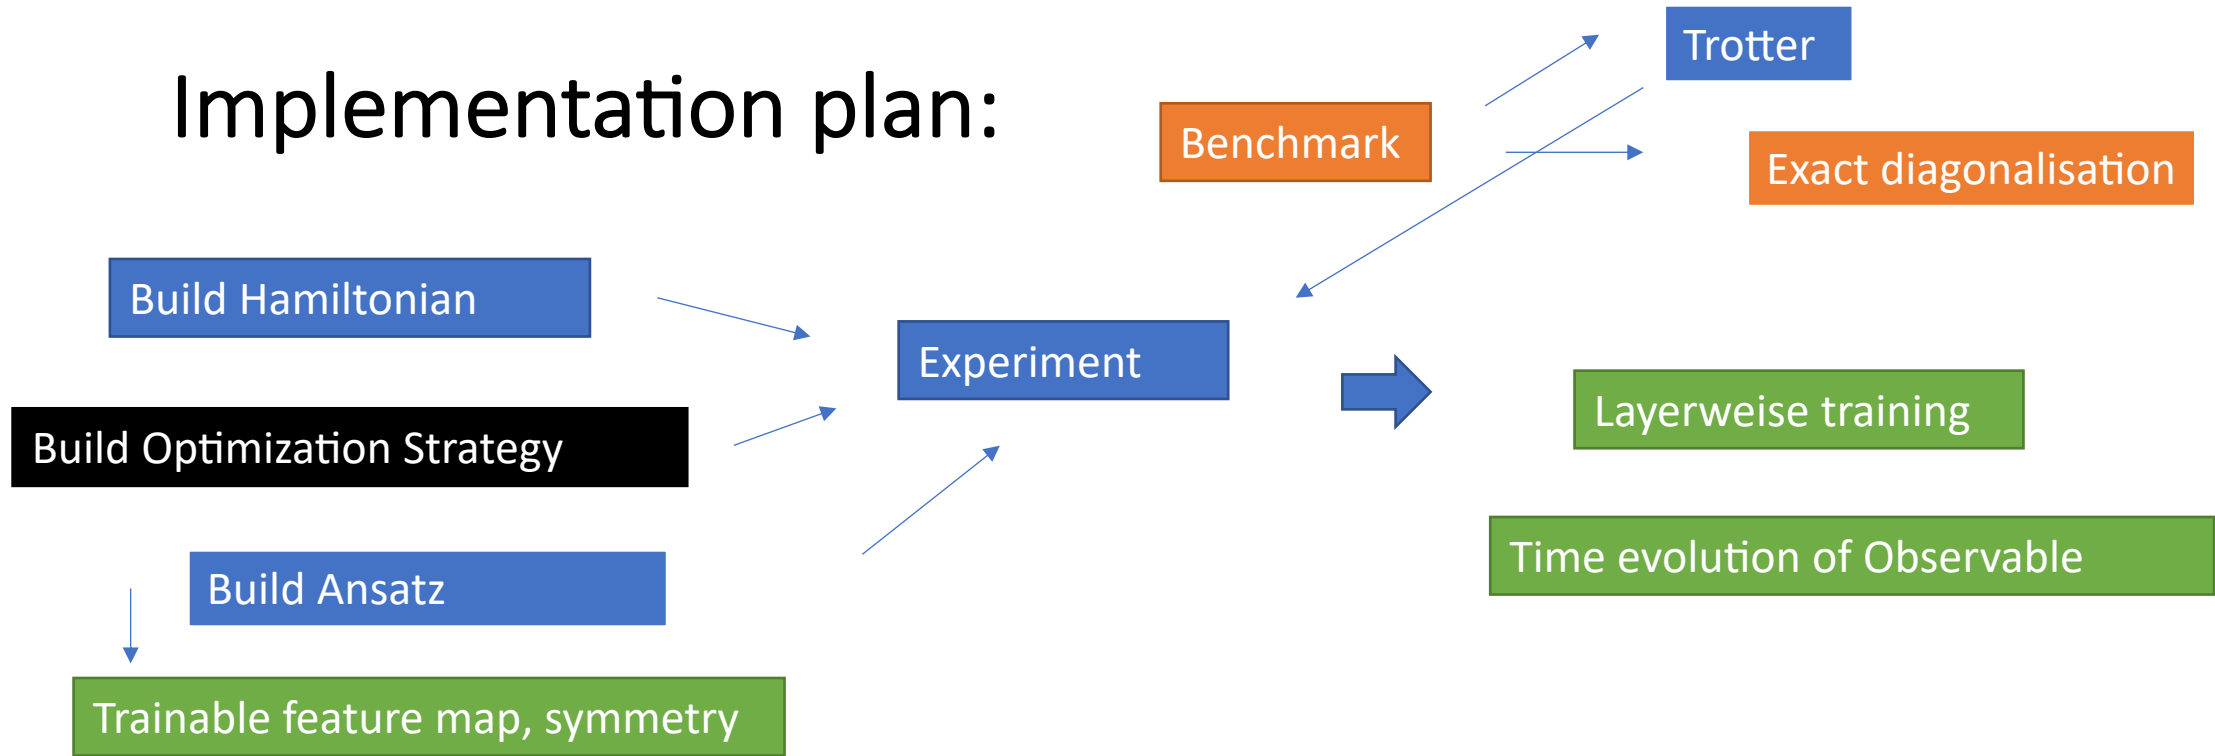 Implementation plan:
Trotter
Benchmark
Exact diagonalisation
Build Hamiltonian
Experiment
Build Optimization Strategy
Layerweise training
Build Ansatz
Time evolution of Observable
Trainable feature map, symmetry